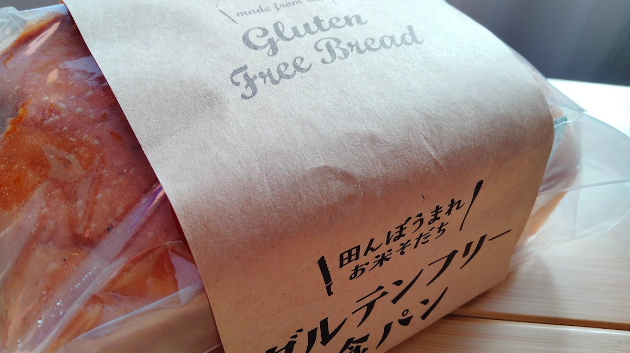 made from
Gluten
Free Bread
田んぼうまれ
お米そだち
グルテンフリー
パン